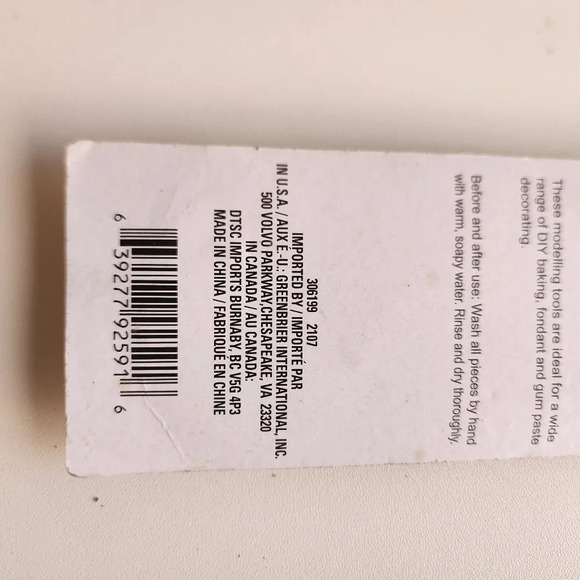 These modelling tools are ideal for a wide
range of DIY baking, fondant and gum paste
decorating.
Before and after use: Wash all pieces by hand
with warm, soapy water. Rinse and dry thoroughly.
306199 2107
IMPORTED BY / IMPORTÉ PAR
IN U.S.A. / AUX É.-U.: GREENBRIER INTERNATIONAL, INC.
500 VOLVO PARKWAY,CHESAPEAKE, VA 23320
IN CANADA / AU CANADA:
DTSC IMPORTS BURNABY, BC V5G 4P3
MADE IN CHINA / FABRIQUE EN CHINE
6 39277 92591 6